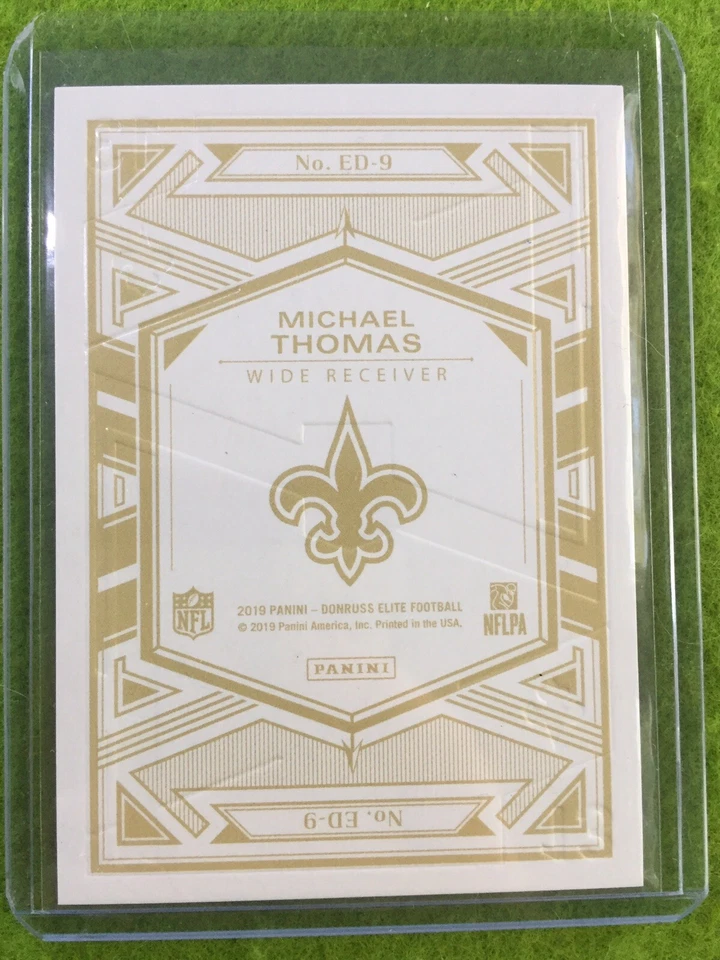 No. ED-9
MICHAEL
THOMAS
WIDE RECEIVER
NFL
2019 PANINI – DONRUSS ELITE FOOTBALL
© 2019 Panini America, Inc. Printed in the USA.
NFLPA
PANINI
No. ED-9